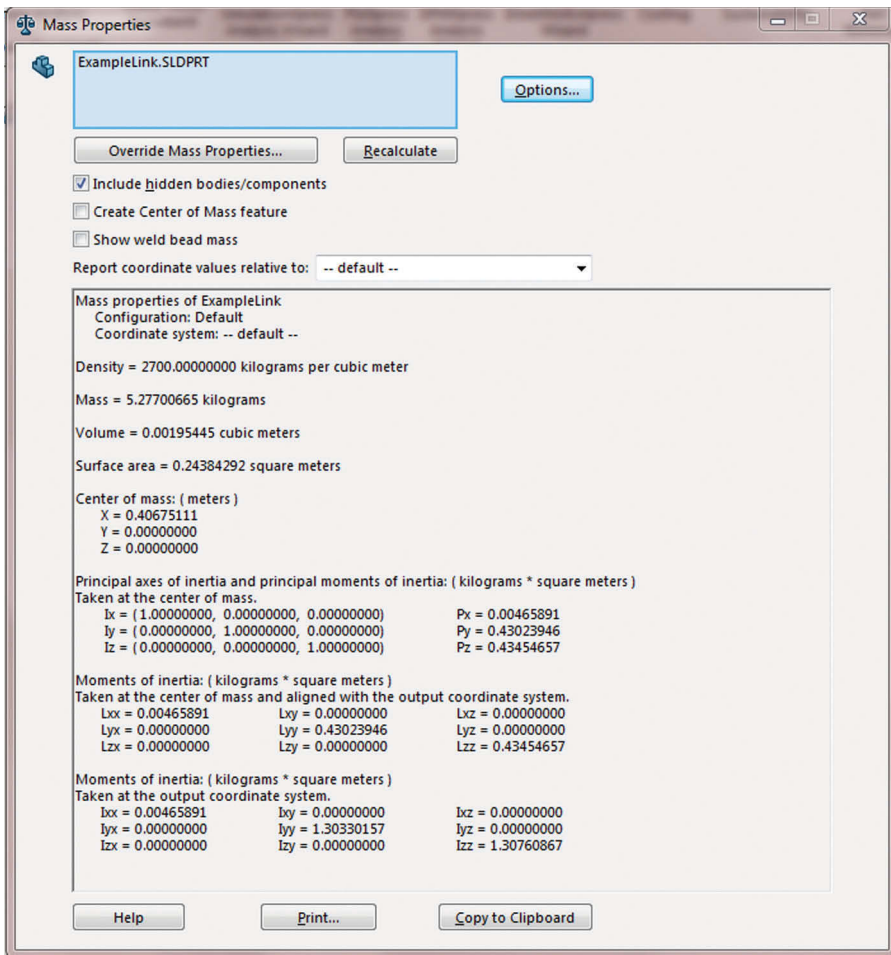 Mass Properties
ExampleLink.SLDPRT
Options...
Override Mass Properties...
Recalculate
Include hidden bodies/components
Create Center of Mass feature
Show weld bead mass
Report coordinate values relative to: -- default --
Mass properties of ExampleLink
Configuration: Default
Coordinate system: -- default --
Density = 2700.00000000 kilograms per cubic meter
Mass = 5.27700665 kilograms
Volume = 0.00195445 cubic meters
Surface area = 0.24384292 square meters
Center of mass: ( meters )
X = 0.40675111
Y = 0.00000000
Z = 0.00000000
Principal axes of inertia and principal moments of inertia: ( kilograms * square meters )
Taken at the center of mass.
Ix = ( 1.00000000, 0.00000000, 0.00000000) Px = 0.00465891
Iy = ( 0.00000000, 1.00000000, 0.00000000) Py = 0.43023946
Iz = ( 0.00000000, 0.00000000, 1.00000000) Pz = 0.43454657
Moments of inertia: ( kilograms * square meters )
Taken at the center of mass and aligned with the output coordinate system.
Lxx = 0.00465891 Lxy = 0.00000000 Lxz = 0.00000000
Lyx = 0.00000000 Lyy = 0.43023946 Lyz = 0.00000000
Lzx = 0.00000000 Lzy = 0.00000000 Lzz = 0.43454657
Moments of inertia: ( kilograms * square meters )
Taken at the output coordinate system.
Ixx = 0.00465891 Ixy = 0.00000000 Ixz = 0.00000000
Iyx = 0.00000000 Iyy = 1.30330157 Iyz = 0.00000000
Izx = 0.00000000 Izy = 0.00000000 Izz = 1.30760867
Help
Print...
Copy to Clipboard